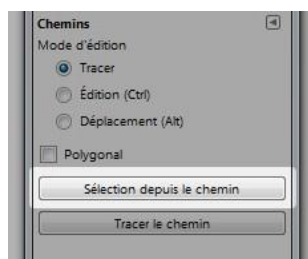 Chemins
Mode d'édition
Tracer
Édition (Ctrl)
Déplacement (Alt)
Polygonal
Sélection depuis le chemin
Tracer le chemin